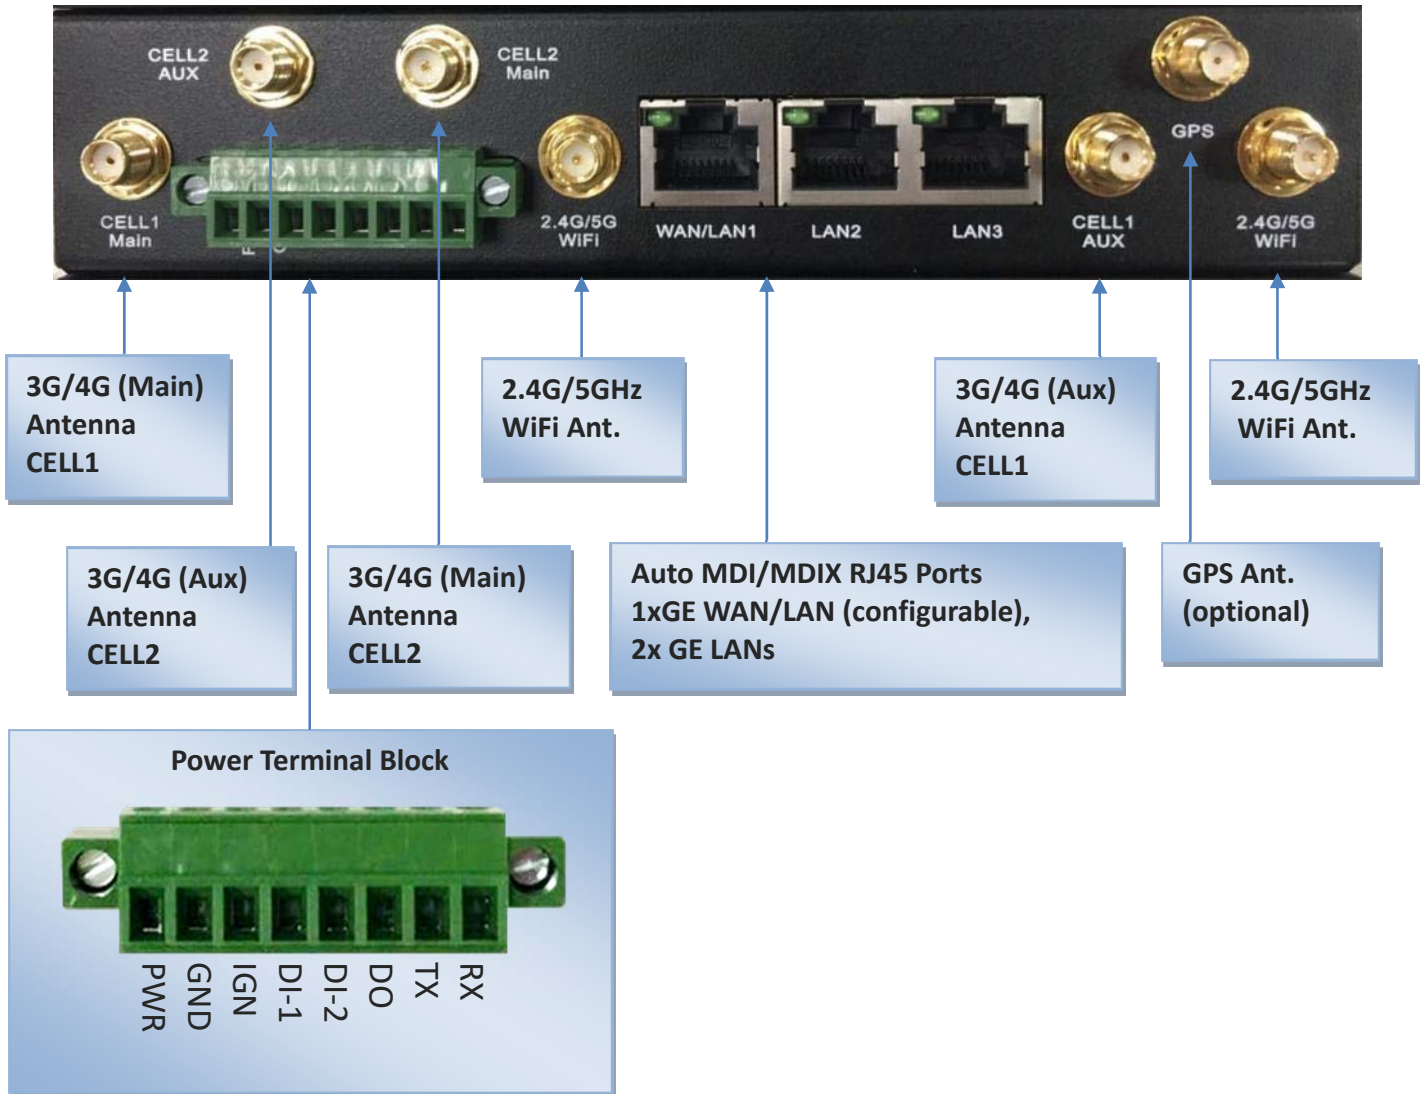 CELL2
AUX
CELL2
Main
GPS
CELL1
Main
2.4G/5G
WiFi
WAN/LAN1
LAN2
LAN3
CELL1
AUX
2.4G/5G
WiFi
3G/4G (Main)
Antenna
CELL1
2.4G/5GHz
WiFi Ant.
3G/4G (Aux)
Antenna
CELL1
2.4G/5GHz
WiFi Ant.
3G/4G (Aux)
Antenna
CELL2
3G/4G (Main)
Antenna
CELL2
Auto MDI/MDIX RJ45 Ports
1xGE WAN/LAN (configurable),
2x GE LANs
GPS Ant.
(optional)
Power Terminal Block
PWR
GND
IGN
DI-1
DI-2
DO
TX
RX